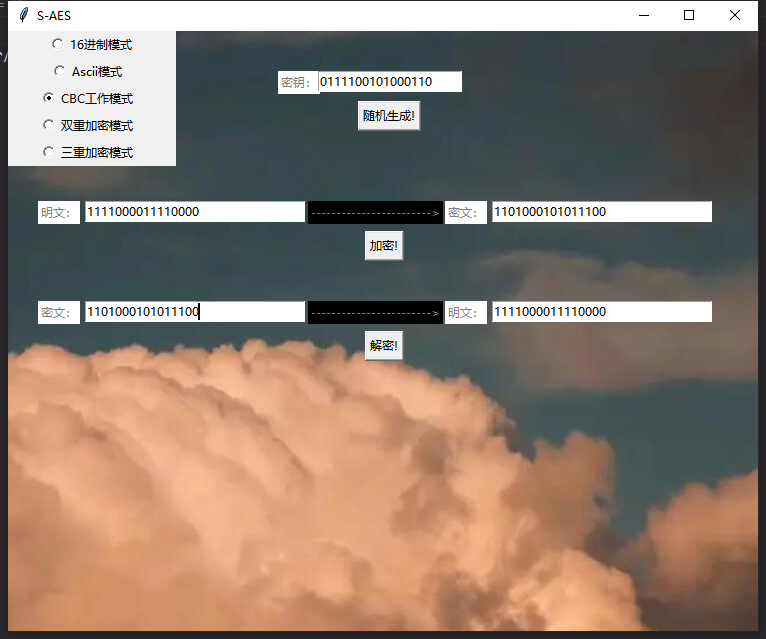 S-AES
16进制模式
Ascii模式
CBC工作模式
双重加密模式
三重加密模式
密钥: 0111100101000110
随机生成!
明文: 1111000011110000 ----------------------> 密文: 1101000101011100
加密!
密文: 1101000101011100 ----------------------> 明文: 1111000011110000
解密!